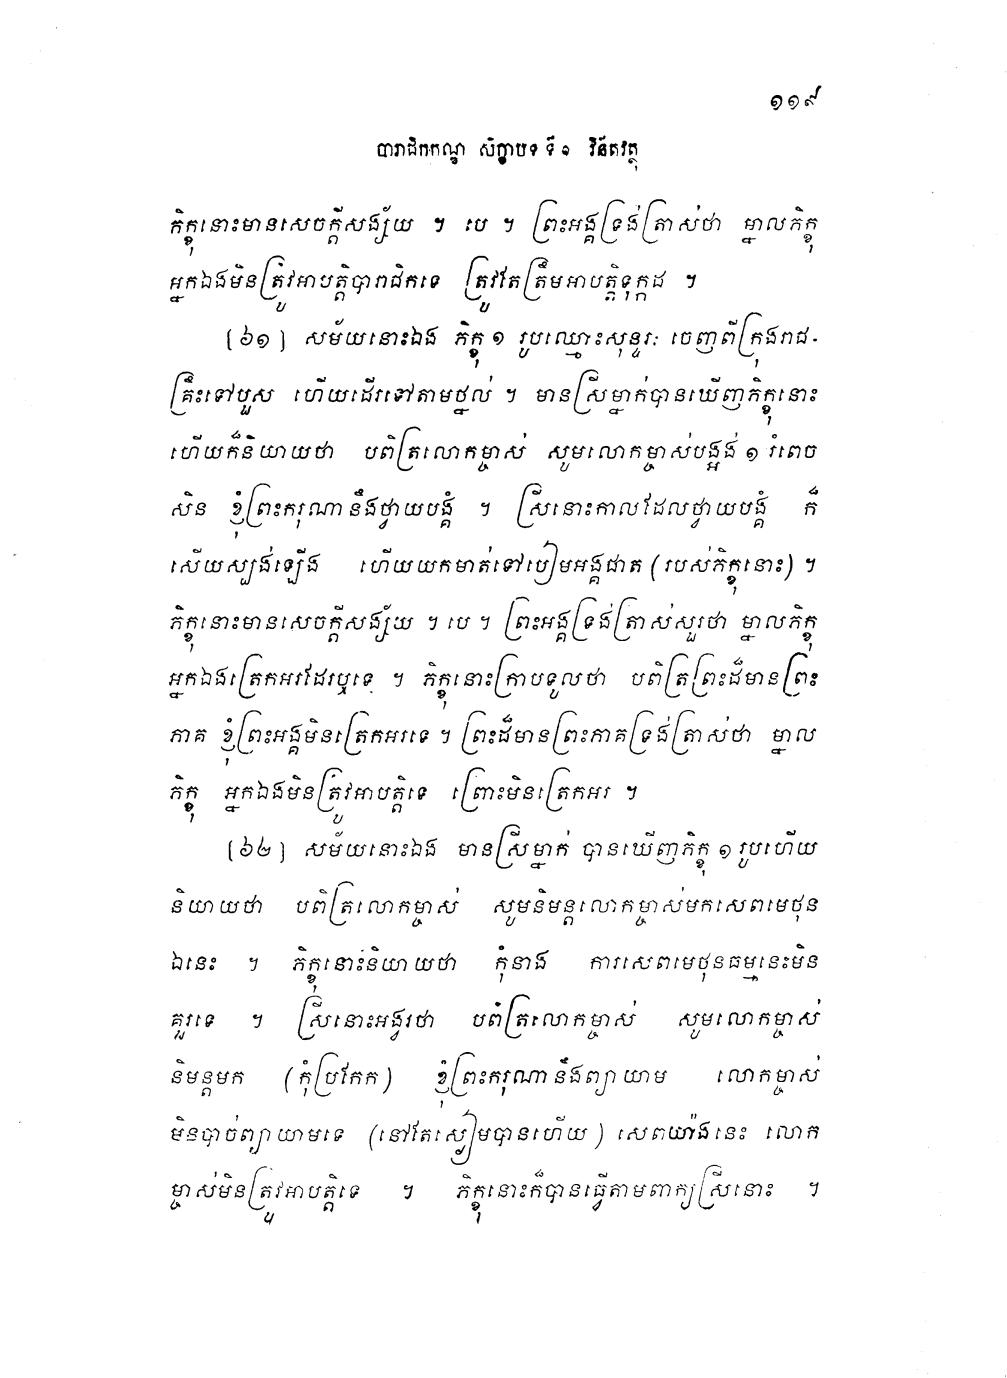 ១១៩
បារាជិកកណ្ឌ សិក្ខាបទ ទី១ វិនីតវត្ថុ
ភិក្ខុនោះមានសេចក្តីសង្ស័យ ។ បេ ។ ព្រះអង្គទ្រង់ត្រាស់ថា ម្នាលភិក្ខុ
អ្នកឯងមិនត្រូវអាបត្តិបារាជិកទេ ត្រូវតែត្រឹមអាបត្តិទុក្កដ ។
(៦១) សម័យនោះឯង ភិក្ខុ ១ រូបឈ្មោះសុន្ទរៈ ចេញពីក្រុងរាជ-
គ្រឹះទៅបួស ហើយដើរទៅតាមថ្នល់ ។ មានស្រីម្នាក់បានឃើញភិក្ខុនោះ
ហើយក៏និយាយថា បពិត្រលោកម្ចាស់ សូមលោកម្ចាស់បង្អង់ ១ រំពេច
សិន ខ្ញុំព្រះករុណានឹងថ្វាយបង្គំ ។ ស្រីនោះកាលដែលថ្វាយបង្គំ ក៏
សើយស្បង់ឡើង ហើយយកមាត់ទៅបៀមអង្គជាត (របស់ភិក្ខុនោះ) ។
ភិក្ខុនោះមានសេចក្តីសង្ស័យ ។ បេ ។ ព្រះអង្គទ្រង់ត្រាស់សួរថា ម្នាលភិក្ខុ
អ្នកឯងត្រេកអរដែរឬទេ ។ ភិក្ខុនោះក្រាបទូលថា បពិត្រព្រះដ៏មានព្រះ
ភាគ ខ្ញុំព្រះអង្គមិនត្រេកអរទេ ។ ព្រះដ៏មានព្រះភាគទ្រង់ត្រាស់ថា ម្នាល
ភិក្ខុ អ្នកឯងមិនត្រូវអាបត្តិទេ ព្រោះមិនត្រេកអរ ។
(៦២) សម័យនោះឯង មានស្រីម្នាក់ បានឃើញភិក្ខុ ១ រូបហើយ
និយាយថា បពិត្រលោកម្ចាស់ សូមនិមន្តលោកម្ចាស់មកសេពមេថុន
ឯនេះ ។ ភិក្ខុនោះនិយាយថា កុំនាង ការសេពមេថុនធម្មនេះមិន
គួរទេ ។ ស្រីនោះអង្វរថា បពិត្រលោកម្ចាស់ សូមលោកម្ចាស់
និមន្តមក (កុំប្រកែក) ខ្ញុំព្រះករុណានឹងព្យាយាម លោកម្ចាស់
មិនបាច់ព្យាយាមទេ (នៅតែស្ងៀមបានហើយ) សេពយ៉ាងនេះ លោក
ម្ចាស់មិនត្រូវអាបត្តិទេ ។ ភិក្ខុនោះក៏បានធ្វើតាមពាក្យស្រីនោះ ។